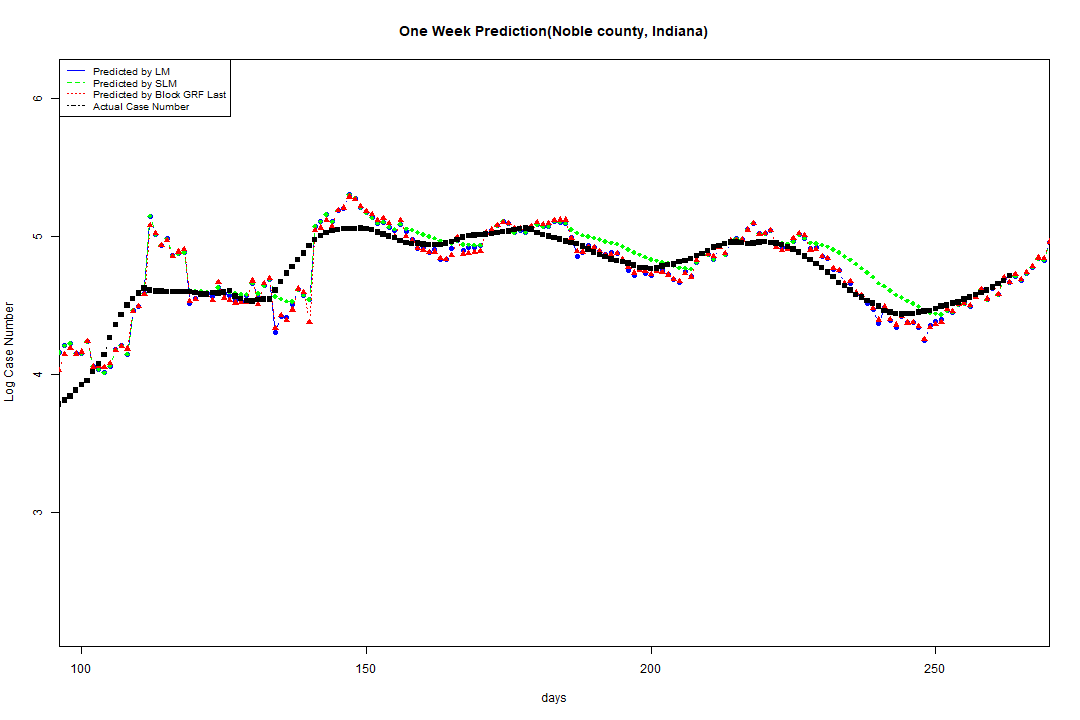 One Week Prediction(Noble county, Indiana)
Predicted by LM
Predicted by SLM
Predicted by Block GRF Last
Actual Case Number
6
5
4
3
Log Case Number
100 150 200 250
days